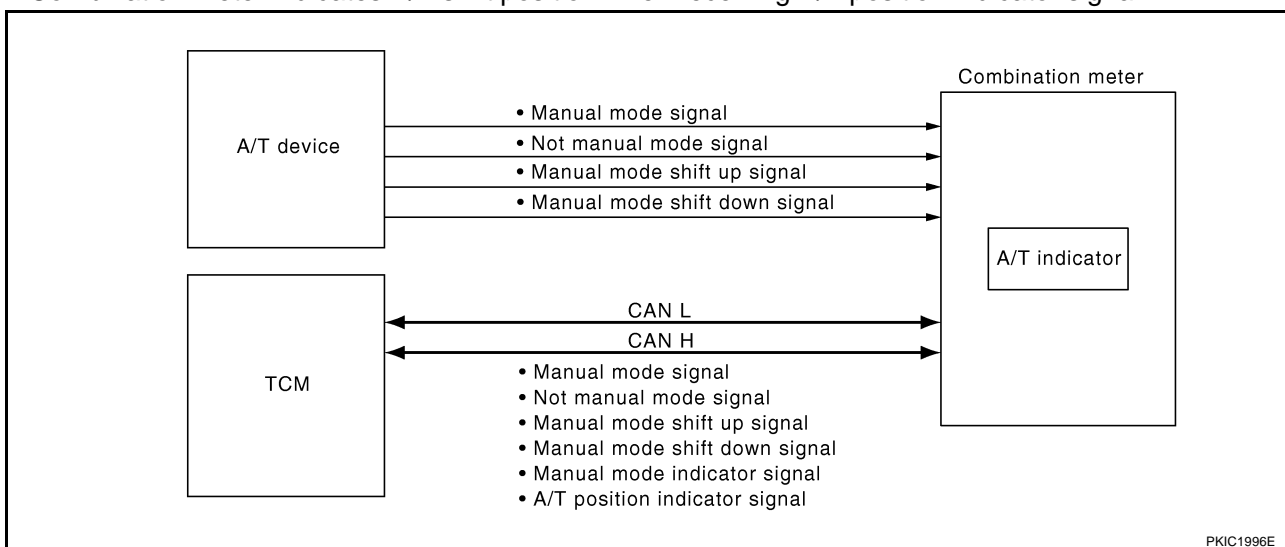 A/T device
• Manual mode signal
• Not manual mode signal
• Manual mode shift up signal
• Manual mode shift down signal
Combination meter
A/T indicator
TCM
CAN L
CAN H
• Manual mode signal
• Not manual mode signal
• Manual mode shift up signal
• Manual mode shift down signal
• Manual mode indicator signal
• A/T position indicator signal
PKIC1996E